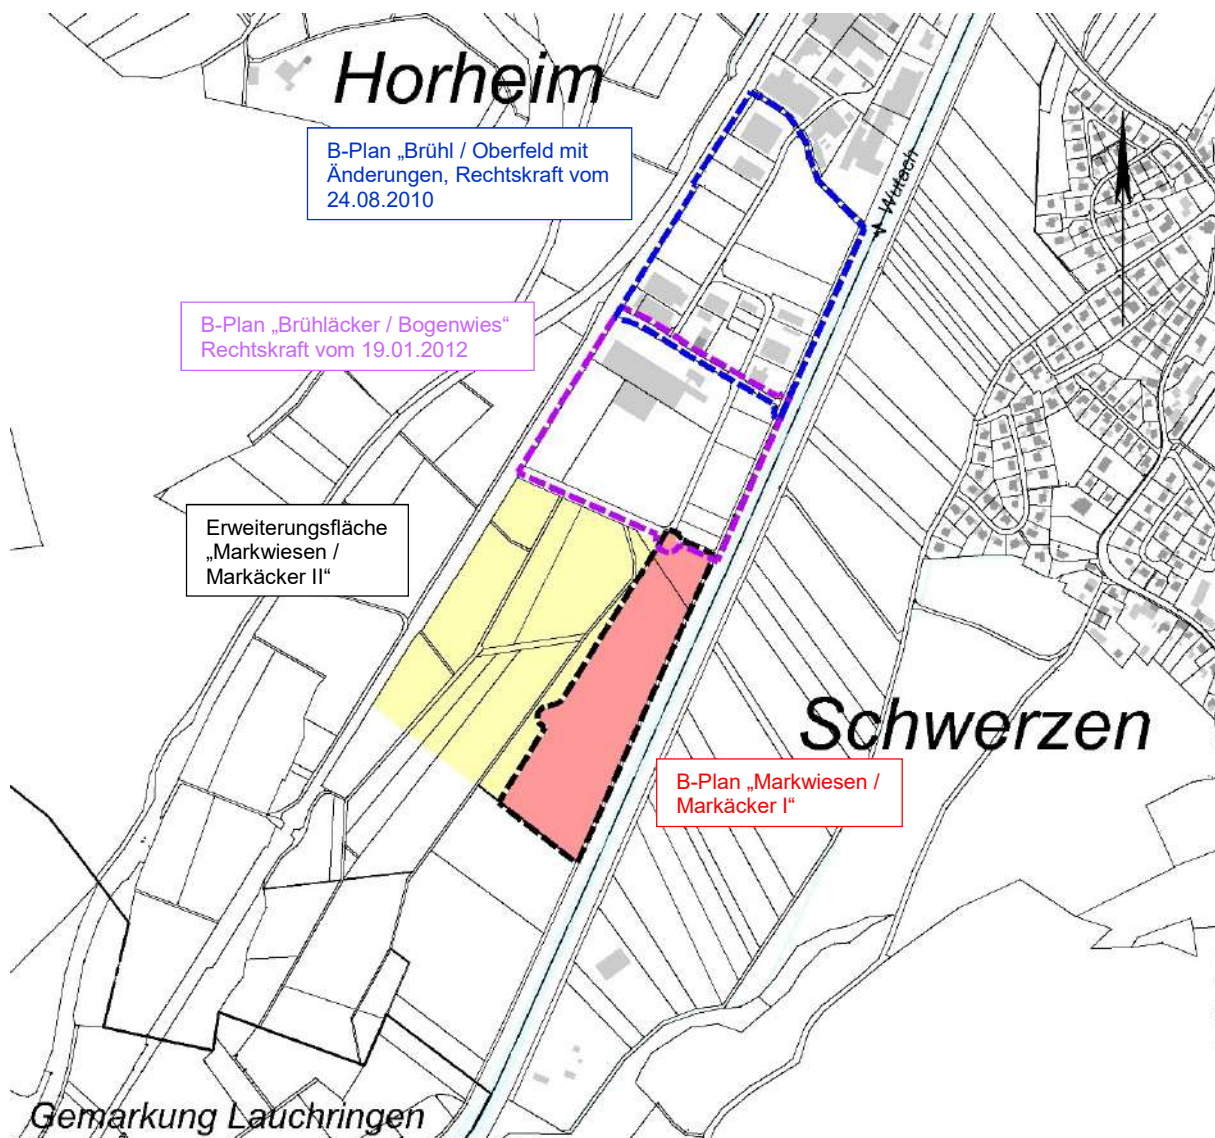 Horheim
B-Plan „Brühl / Oberfeld mit
Änderungen, Rechtskraft vom
24.08.2010
Wutach
B-Plan „Brühläcker / Bogenwies“
Rechtskraft vom 19.01.2012
Erweiterungsfläche
„Markwiesen /
Markäcker II“
Schwerzen
B-Plan „Markwiesen /
Markäcker I“
Gemarkung Lauchringen